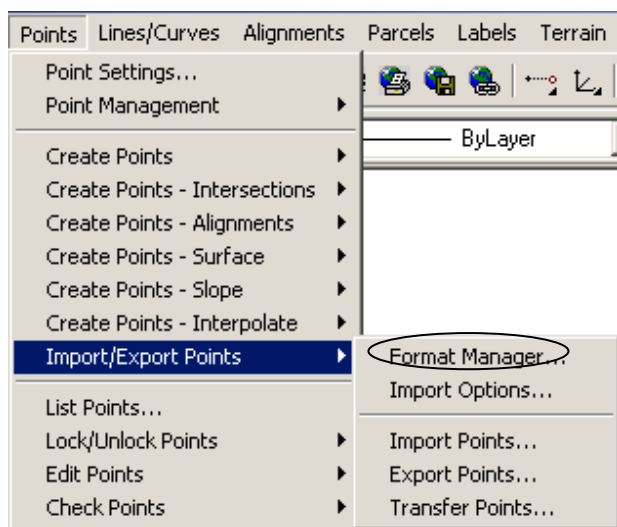 Points Lines/Curves Alignments Parcels Labels Terrain
Point Settings...
Point Management
ByLayer
Create Points
Create Points - Intersections
Create Points - Alignments
Create Points - Surface
Create Points - Slope
Create Points - Interpolate
Import/Export Points
List Points...
Lock/Unlock Points
Edit Points
Check Points
Format Manager...
Import Options...
Import Points...
Export Points...
Transfer Points...